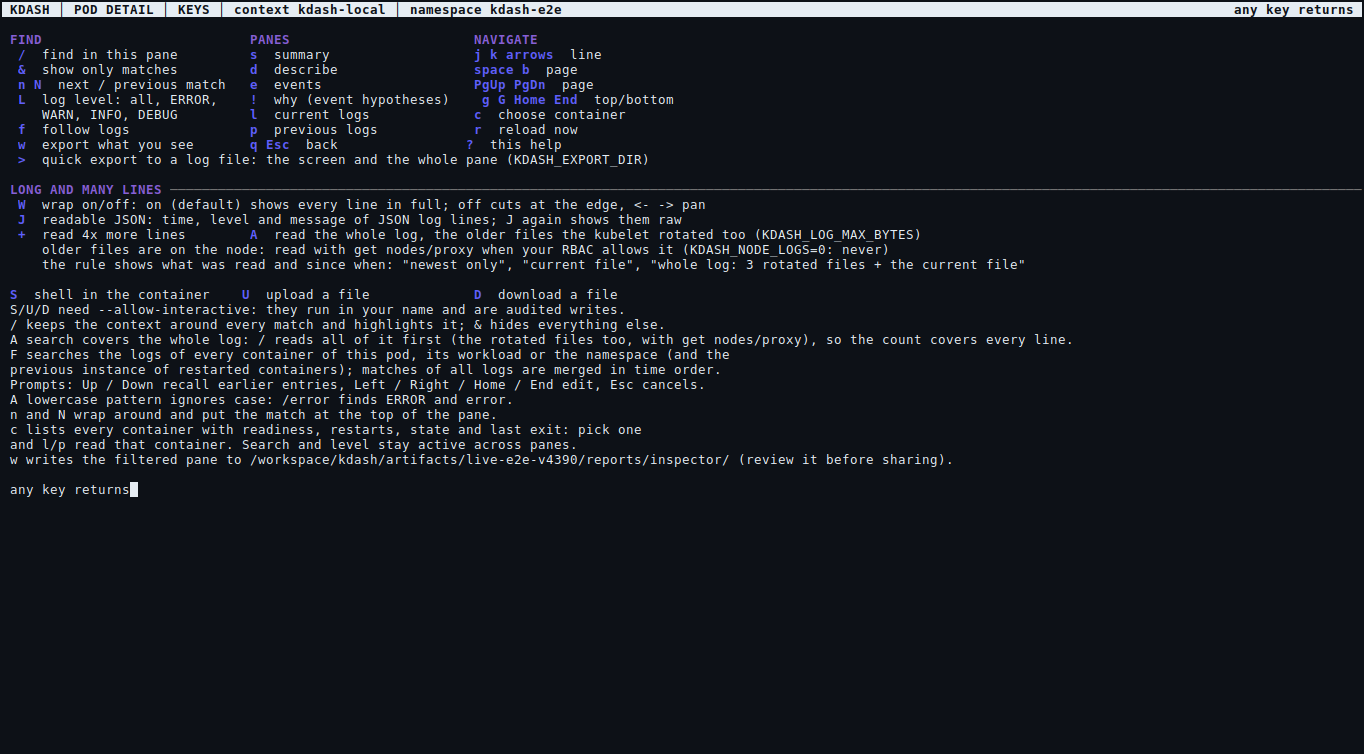 KDASH │ POD DETAIL │ KEYS │ context kdash-local │ namespace kdash-e2e any key returns
FIND PANES NAVIGATE
/ find in this pane s summary j k arrows line
& show only matches d describe space b page
n N next / previous match e events PgUp PgDn page
L log level: all, ERROR, ! why (event hypotheses) g G Home End top/bottom
WARN, INFO, DEBUG l current logs c choose container
f follow logs p previous logs r reload now
w export what you see q Esc back ? this help
> quick export to a log file: the screen and the whole pane (KDASH_EXPORT_DIR)
LONG AND MANY LINES
W wrap on/off: on (default) shows every line in full; off cuts at the edge, <- -> pan
J readable JSON: time, level and message of JSON log lines; J again shows them raw
+ read 4x more lines A read the whole log, the older files the kubelet rotated too (KDASH_LOG_MAX_BYTES)
older files are on the node: read with get nodes/proxy when your RBAC allows it (KDASH_NODE_LOGS=0: never)
the rule shows what was read and since when: "newest only", "current file", "whole log: 3 rotated files + the current file"
S shell in the container U upload a file D download a file
S/U/D need --allow-interactive: they run in your name and are audited writes.
/ keeps the context around every match and highlights it; & hides everything else.
A search covers the whole log: / reads all of it first (the rotated files too, with get nodes/proxy), so the count covers every line.
F searches the logs of every container of this pod, its workload or the namespace (and the
previous instance of restarted containers); matches of all logs are merged in time order.
Prompts: Up / Down recall earlier entries, Left / Right / Home / End edit, Esc cancels.
A lowercase pattern ignores case: /error finds ERROR and error.
n and N wrap around and put the match at the top of the pane.
c lists every container with readiness, restarts, state and last exit: pick one
and l/p read that container. Search and level stay active across panes.
w writes the filtered pane to /workspace/kdash/artifacts/live-e2e-v4390/reports/inspector/ (review it before sharing).
any key returns